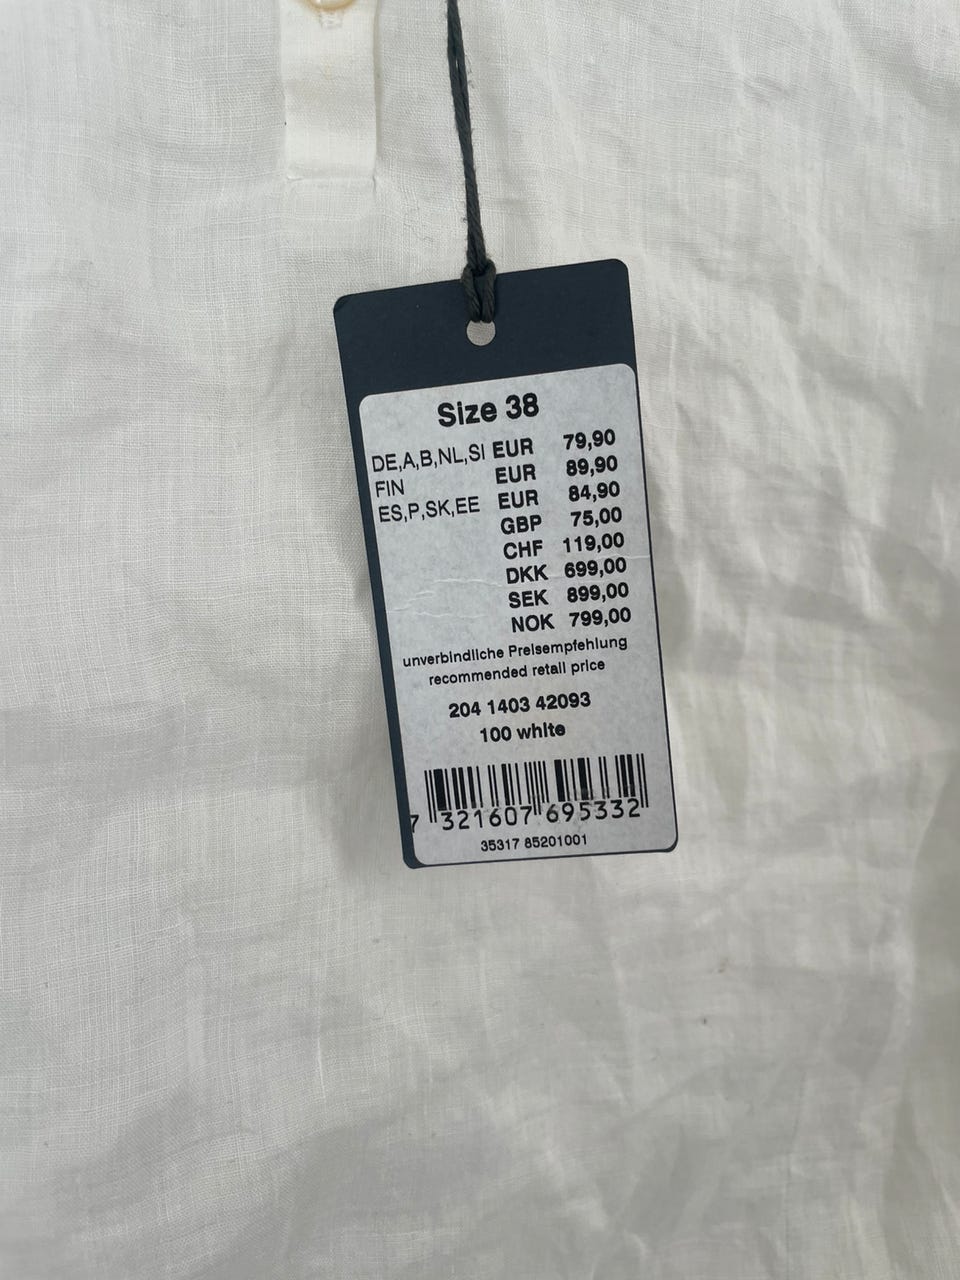 Size 38
DE,A,B,NL,SI EUR 79,90
FIN EUR 89,90
ES,P,SK,EE EUR 84,90
GBP 75,00
CHF 119,00
DKK 699,00
SEK 899,00
NOK 799,00
unverbindliche Preisempfehlung
recommended retail price
204 1403 42093
100 white
7 321607 695332
35317 85201001